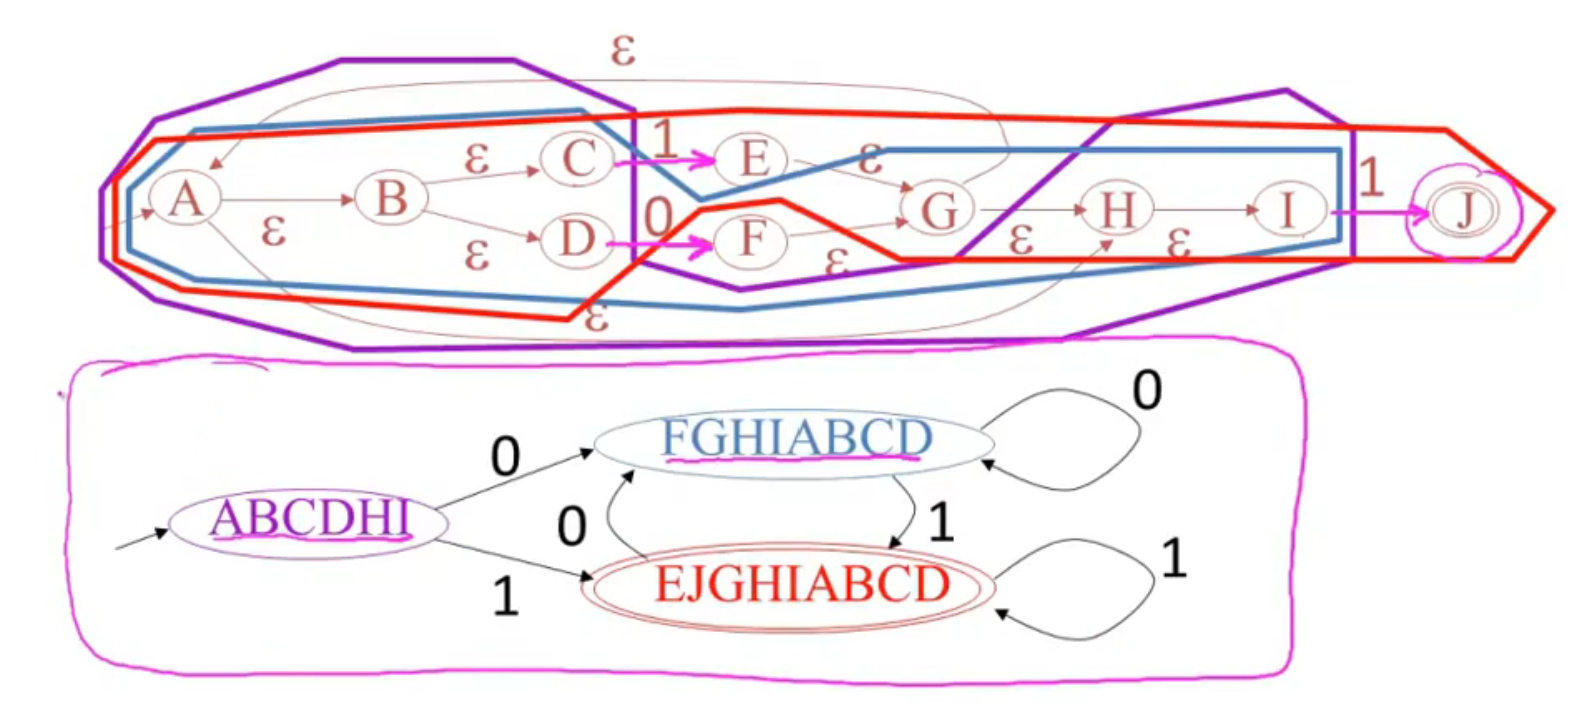 ε
A ε B ε C 1 E ε G ε H ε I 1 J
ε D 0 F ε
ε
0
0 FGHIABCD
ABCDHI 0 1
1 EJGHIABCD 1